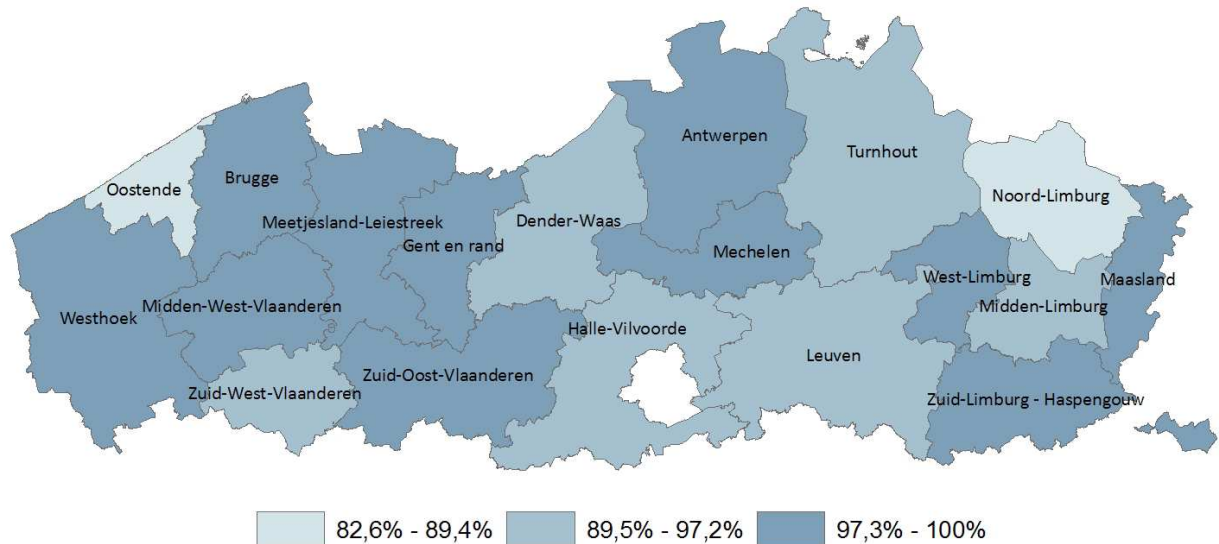 Antwerpen
Turnhout
Oostende
Brugge
Noord-Limburg
Meetjesland-Leiestreek
Dender-Waas
Gent en rand
Mechelen
West-Limburg
Maasland
Midden-West-Vlaanderen
Midden-Limburg
Westhoek
Halle-Vilvoorde
Leuven
Zuid-Oost-Vlaanderen
Zuid-West-Vlaanderen
Zuid-Limburg - Haspengouw
82,6% - 89,4%
89,5% - 97,2%
97,3% - 100%